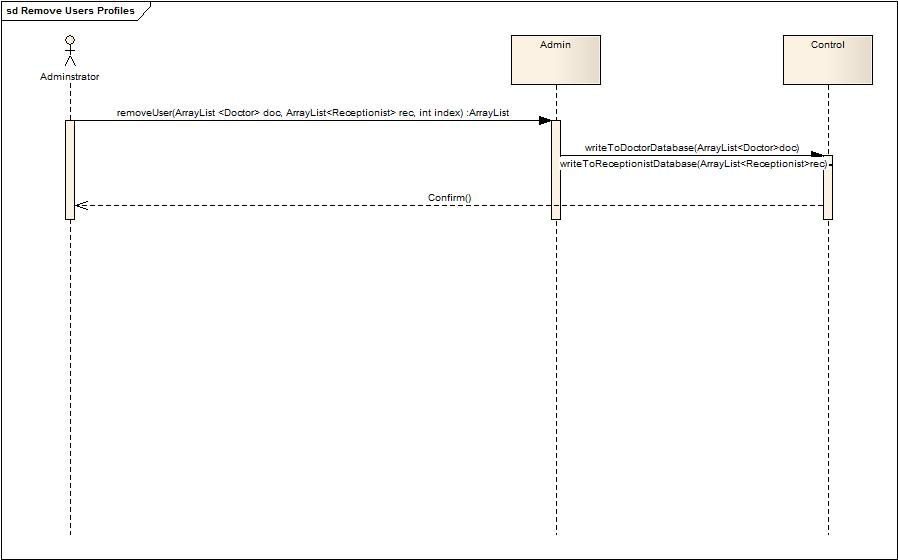 sd Remove Users Profiles
Adminstrator
Admin
Control
removeUser(ArrayList <Doctor> doc, ArrayList<Receptionist> rec, int index) :ArrayList
writeToDoctorDatabase(ArrayList<Doctor>doc)
writeToReceptionistDatabase(ArrayList<Receptionist>rec)
Confirm()